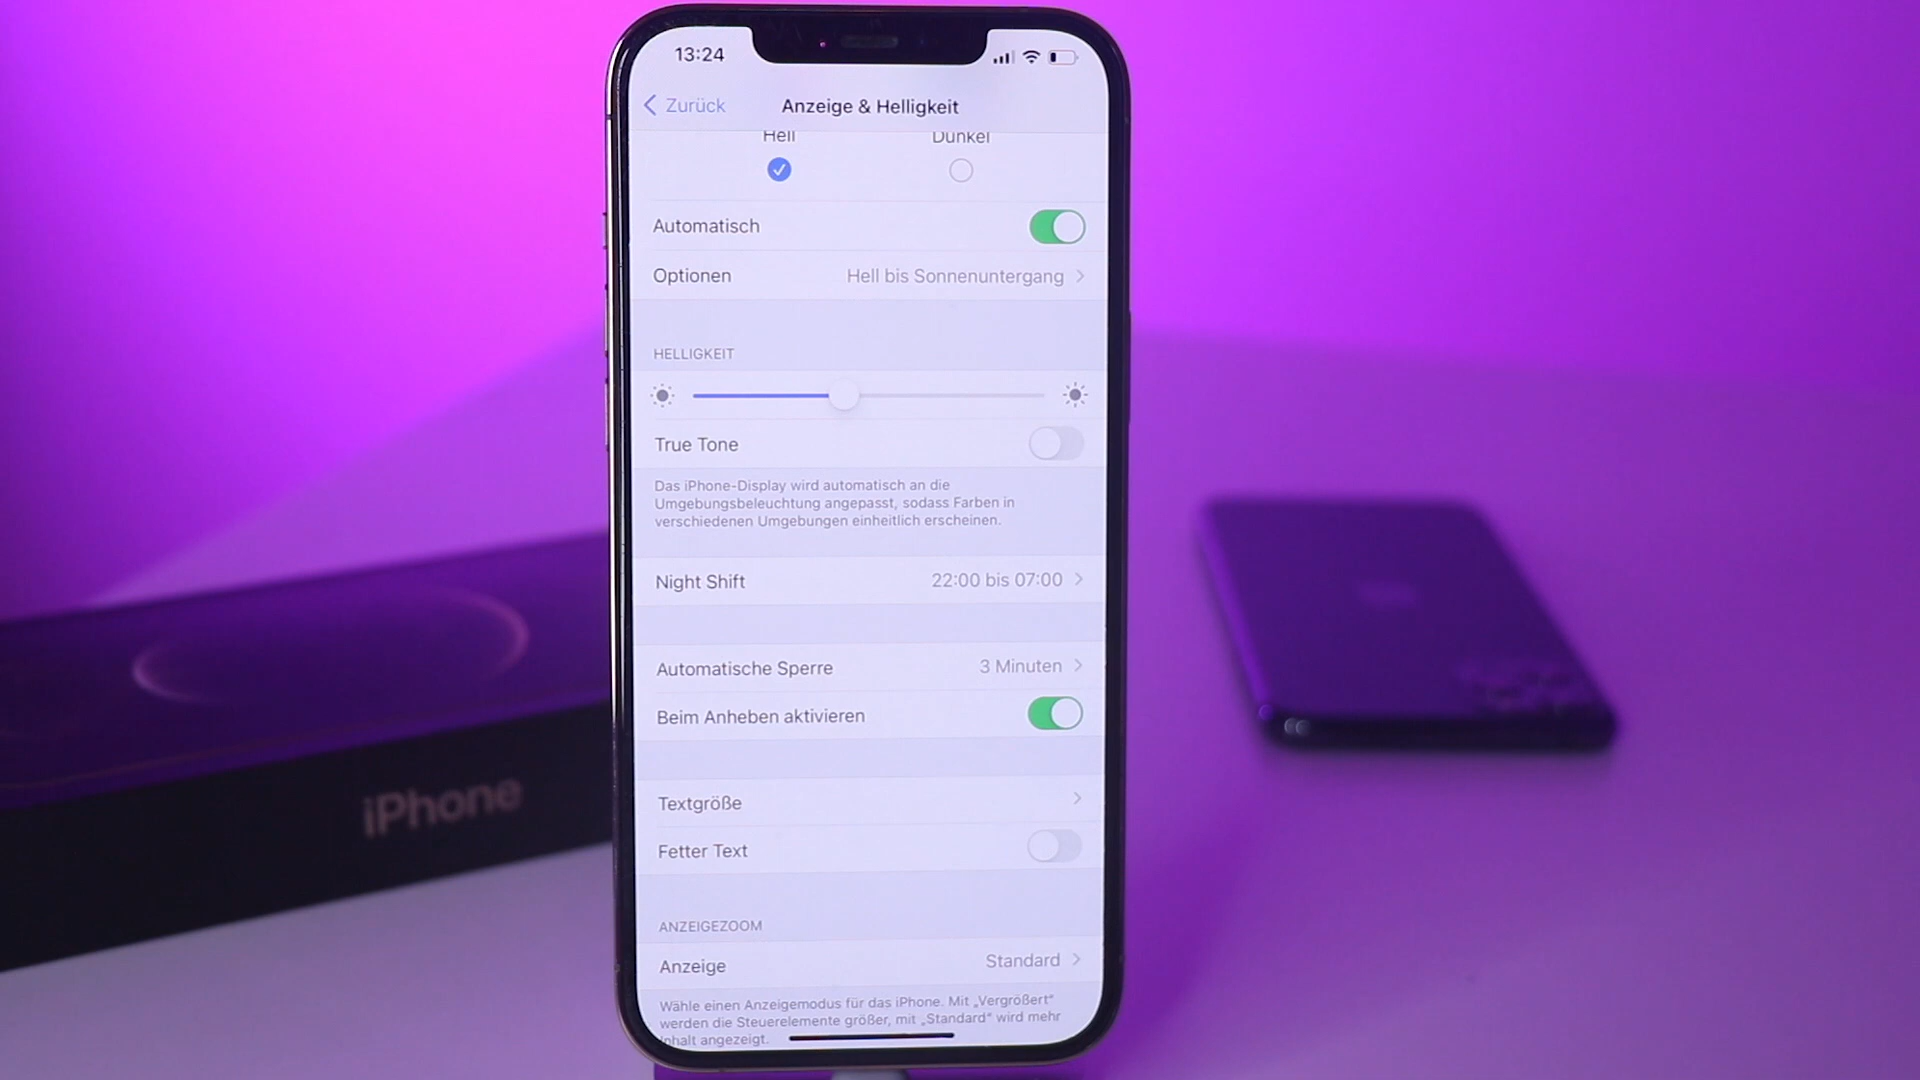 13:24
Zurück
Anzeige & Helligkeit
Hell
Dunkel
Automatisch
Optionen
Hell bis Sonnenuntergang
HELLIGKEIT
True Tone
Das iPhone-Display wird automatisch an die
Umgebungsbeleuchtung angepasst, sodass Farben in
verschiedenen Umgebungen einheitlich erscheinen.
Night Shift
22:00 bis 07:00
Automatische Sperre
3 Minuten
Beim Anheben aktivieren
Textgröße
Fetter Text
ANZEIGEZOOM
Anzeige
Standard
Wähle einen Anzeigemodus für das iPhone. Mit „Vergrößert“
werden die Steuerelemente größer, mit „Standard“ wird mehr
Inhalt angezeigt.
iPhone